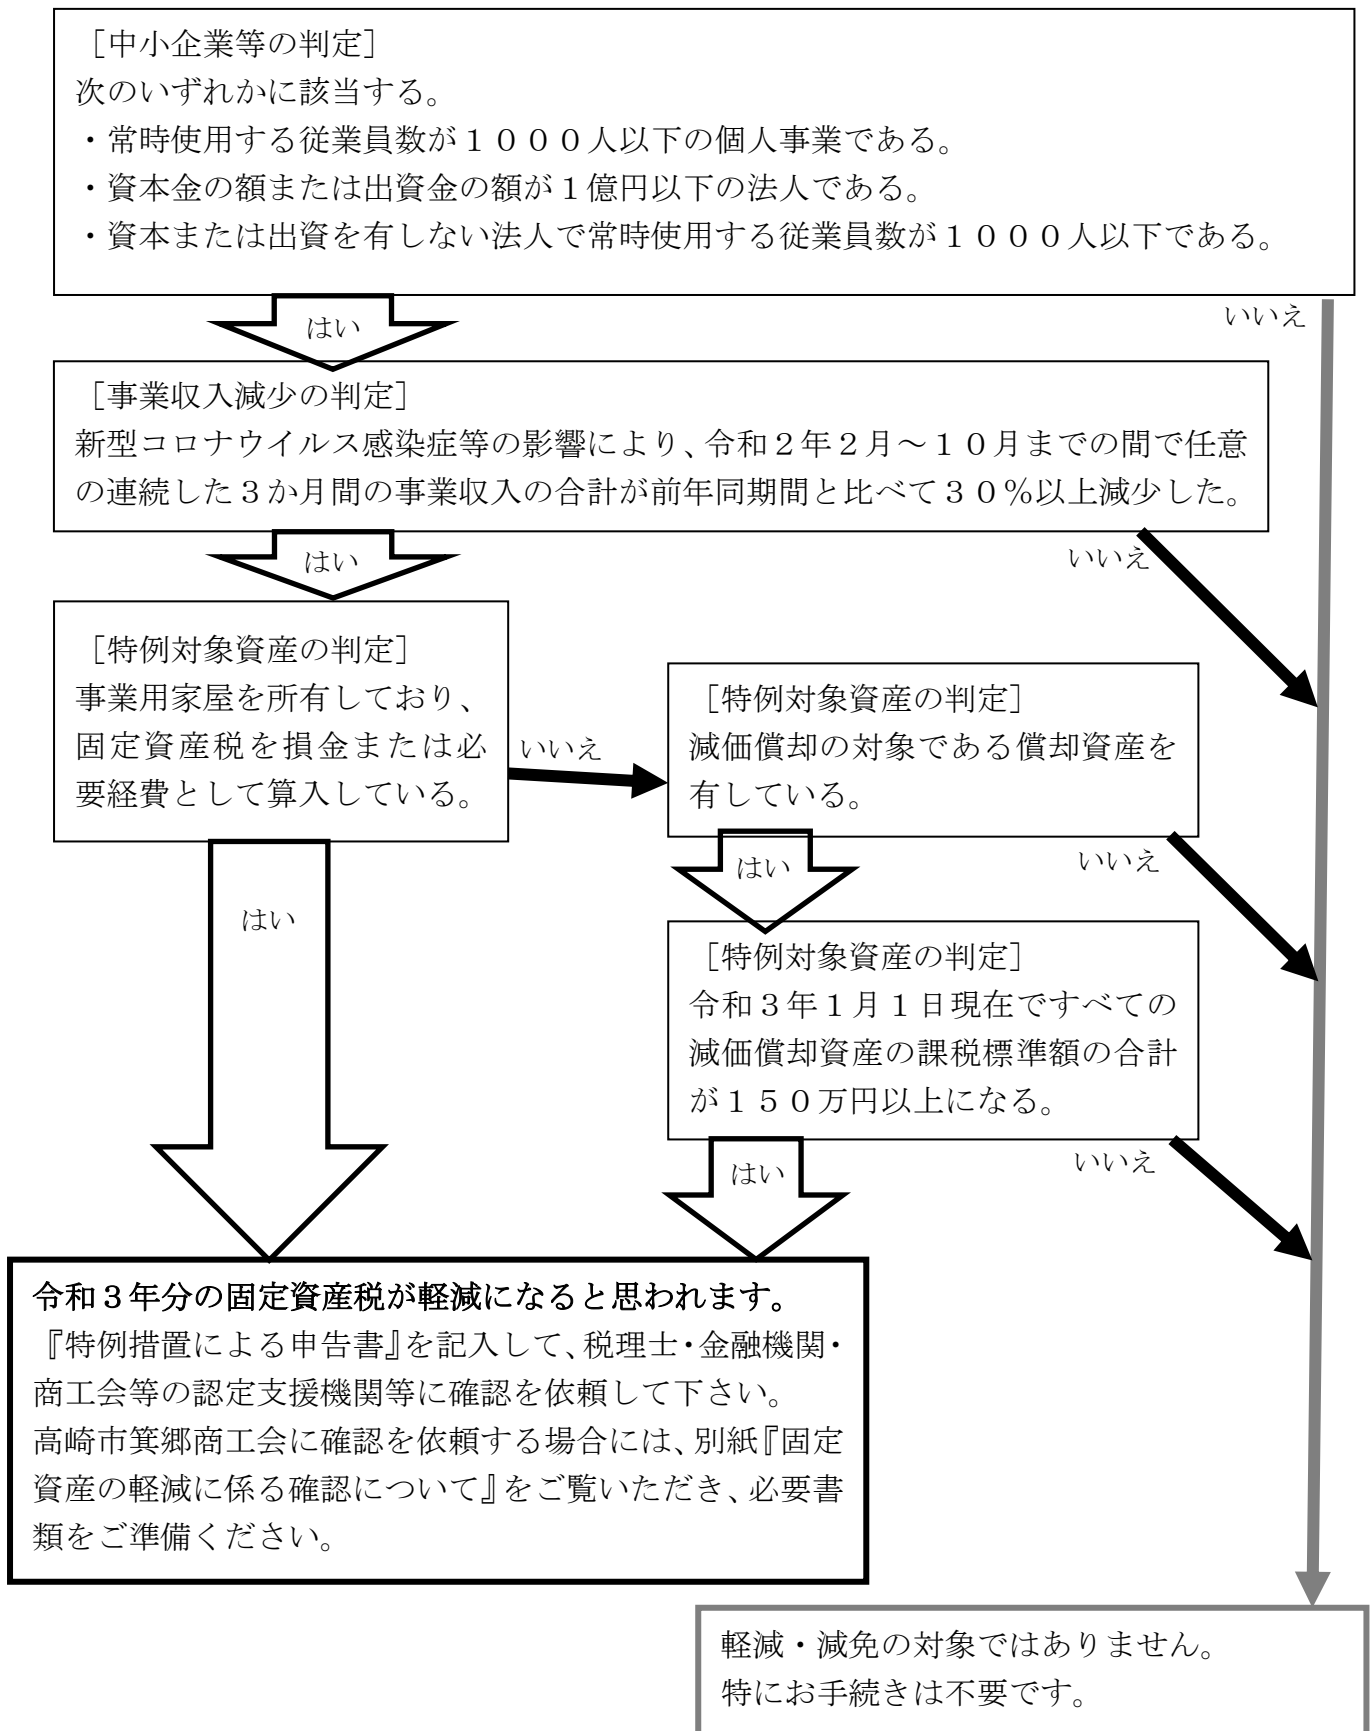 ［中小企業等の判定］
次のいずれかに該当する。
・常時使用する従業員数が１０００人以下の個人事業である。
・資本金の額または出資金の額が１億円以下の法人である。
・資本または出資を有しない法人で常時使用する従業員数が１０００人以下である。
はい
いいえ
［事業収入減少の判定］
新型コロナウイルス感染症等の影響により、令和２年２月～１０月までの間で任意
の連続した３か月間の事業収入の合計が前年同期間と比べて３０％以上減少した。
はい
いいえ
［特例対象資産の判定］
事業用家屋を所有しており、
固定資産税を損金または必
要経費として算入している。
いいえ
［特例対象資産の判定］
減価償却の対象である償却資産を
有している。
はい
はい
いいえ
［特例対象資産の判定］
令和３年１月１日現在ですべての
減価償却資産の課税標準額の合計
が１５０万円以上になる。
はい
いいえ
令和３年分の固定資産税が軽減になると思われます。
『特例措置による申告書』を記入して、税理士・金融機関・
商工会等の認定支援機関等に確認を依頼して下さい。
高崎市箕郷商工会に確認を依頼する場合には、別紙『固定
資産の軽減に係る確認について』をご覧いただき、必要書
類をご準備ください。
軽減・減免の対象ではありません。
特にお手続きは不要です。